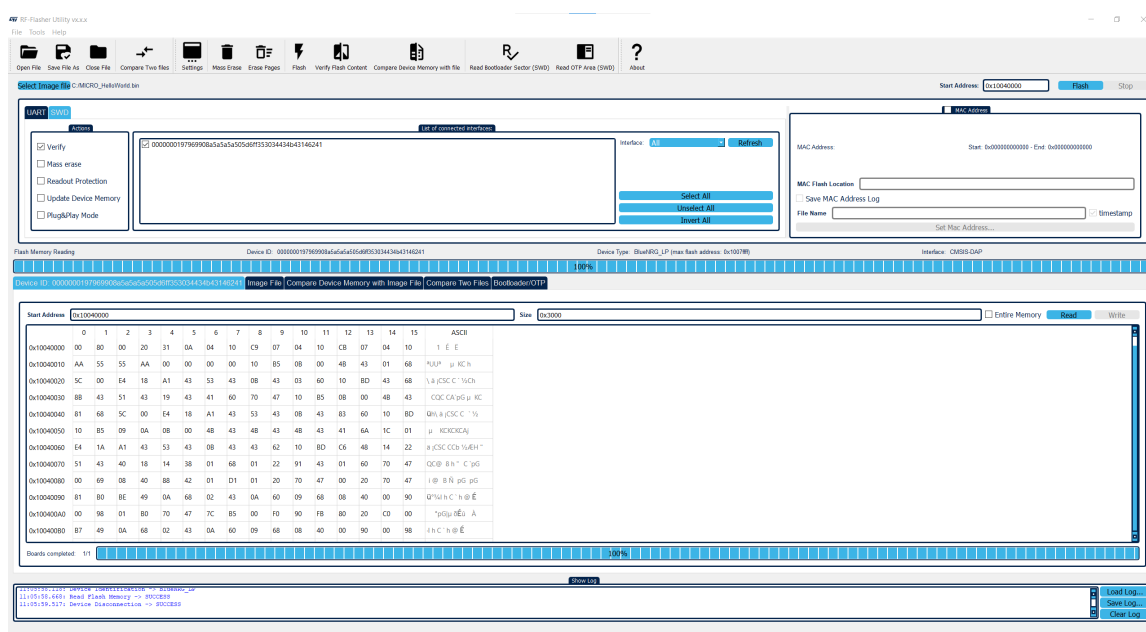 RF-Flasher Utility vx.x.x
File Tools Help
Open File Save File As Close File Compare Two files Settings Mass Erase Erase Pages Flash Verify Flash Content Compare Device Memory with file Read Bootloader Sector (SWD) Read OTP Area (SWD) About
Select Image file C:/MICRO_HelloWorld.bin Start Address: 0x10040000 Flash Stop
UART SWD
MAC Address
Actions
List of connected interfaces:
Verify
Mass erase
Readout Protection
Update Device Memory
Plug&Play Mode
0000000197969908a5a5a5a505d6ff353034434b43146241
Interface: All Refresh
Select All
Unselect All
Invert All
MAC Address: Start: 0x000000000000 - End: 0x000000000000
MAC Flash Location
Save MAC Address Log
File Name timestamp
Set Mac Address...
Flash Memory Reading Device ID: 0000000197969908a5a5a5a505d6ff353034434b43146241 Device Type: BlueNRG_LP (max flash address: 0x1007ffff) Interface: CMSIS-DAP
100%
Device ID: 0000000197969908a5a5a5a505d6ff353034434b43146241 Image File Compare Device Memory with Image File Compare Two Files Bootloader/OTP
Start Address 0x10040000 Size 0x3000 Entire Memory Read Write
0 1 2 3 4 5 6 7 8 9 10 11 12 13 14 15 ASCII
0x10040000 00 80 00 20 31 0A 04 10 C9 07 04 10 CB 07 04 10
0x10040010 AA 55 55 AA 00 00 00 00 10 B5 0B 00 4B 43 01 68
0x10040020 5C 00 E4 18 A1 43 53 43 0B 43 03 60 10 BD 43 68
0x10040030 8B 43 51 43 19 43 41 60 70 47 10 B5 0B 00 4B 43
0x10040040 81 68 5C 00 E4 18 A1 43 53 43 0B 43 83 60 10 BD
0x10040050 10 B5 09 0A 0B 00 4B 43 4B 43 4B 43 41 6A 1C 01
0x10040060 E4 1A A1 43 53 43 0B 43 43 62 10 BD C6 48 14 22
0x10040070 51 43 40 18 14 38 01 68 01 22 91 43 01 60 70 47
0x10040080 00 69 08 40 88 42 01 D1 01 20 70 47 00 20 70 47
0x10040090 81 B0 BE 49 0A 68 02 43 0A 60 09 68 08 40 00 90
0x100400A0 00 98 01 B0 70 47 7C B5 00 F0 90 FB 80 20 C0 00
0x100400B0 B7 49 0A 68 02 43 0A 60 09 68 08 40 00 90 00 98
Boards completed: 1/1 100%
Show Log
11:05:58.668: Read Flash Memory -> SUCCESS
11:05:59.517: Device Disconnection -> SUCCESS
Load Log...
Save Log...
Clear Log